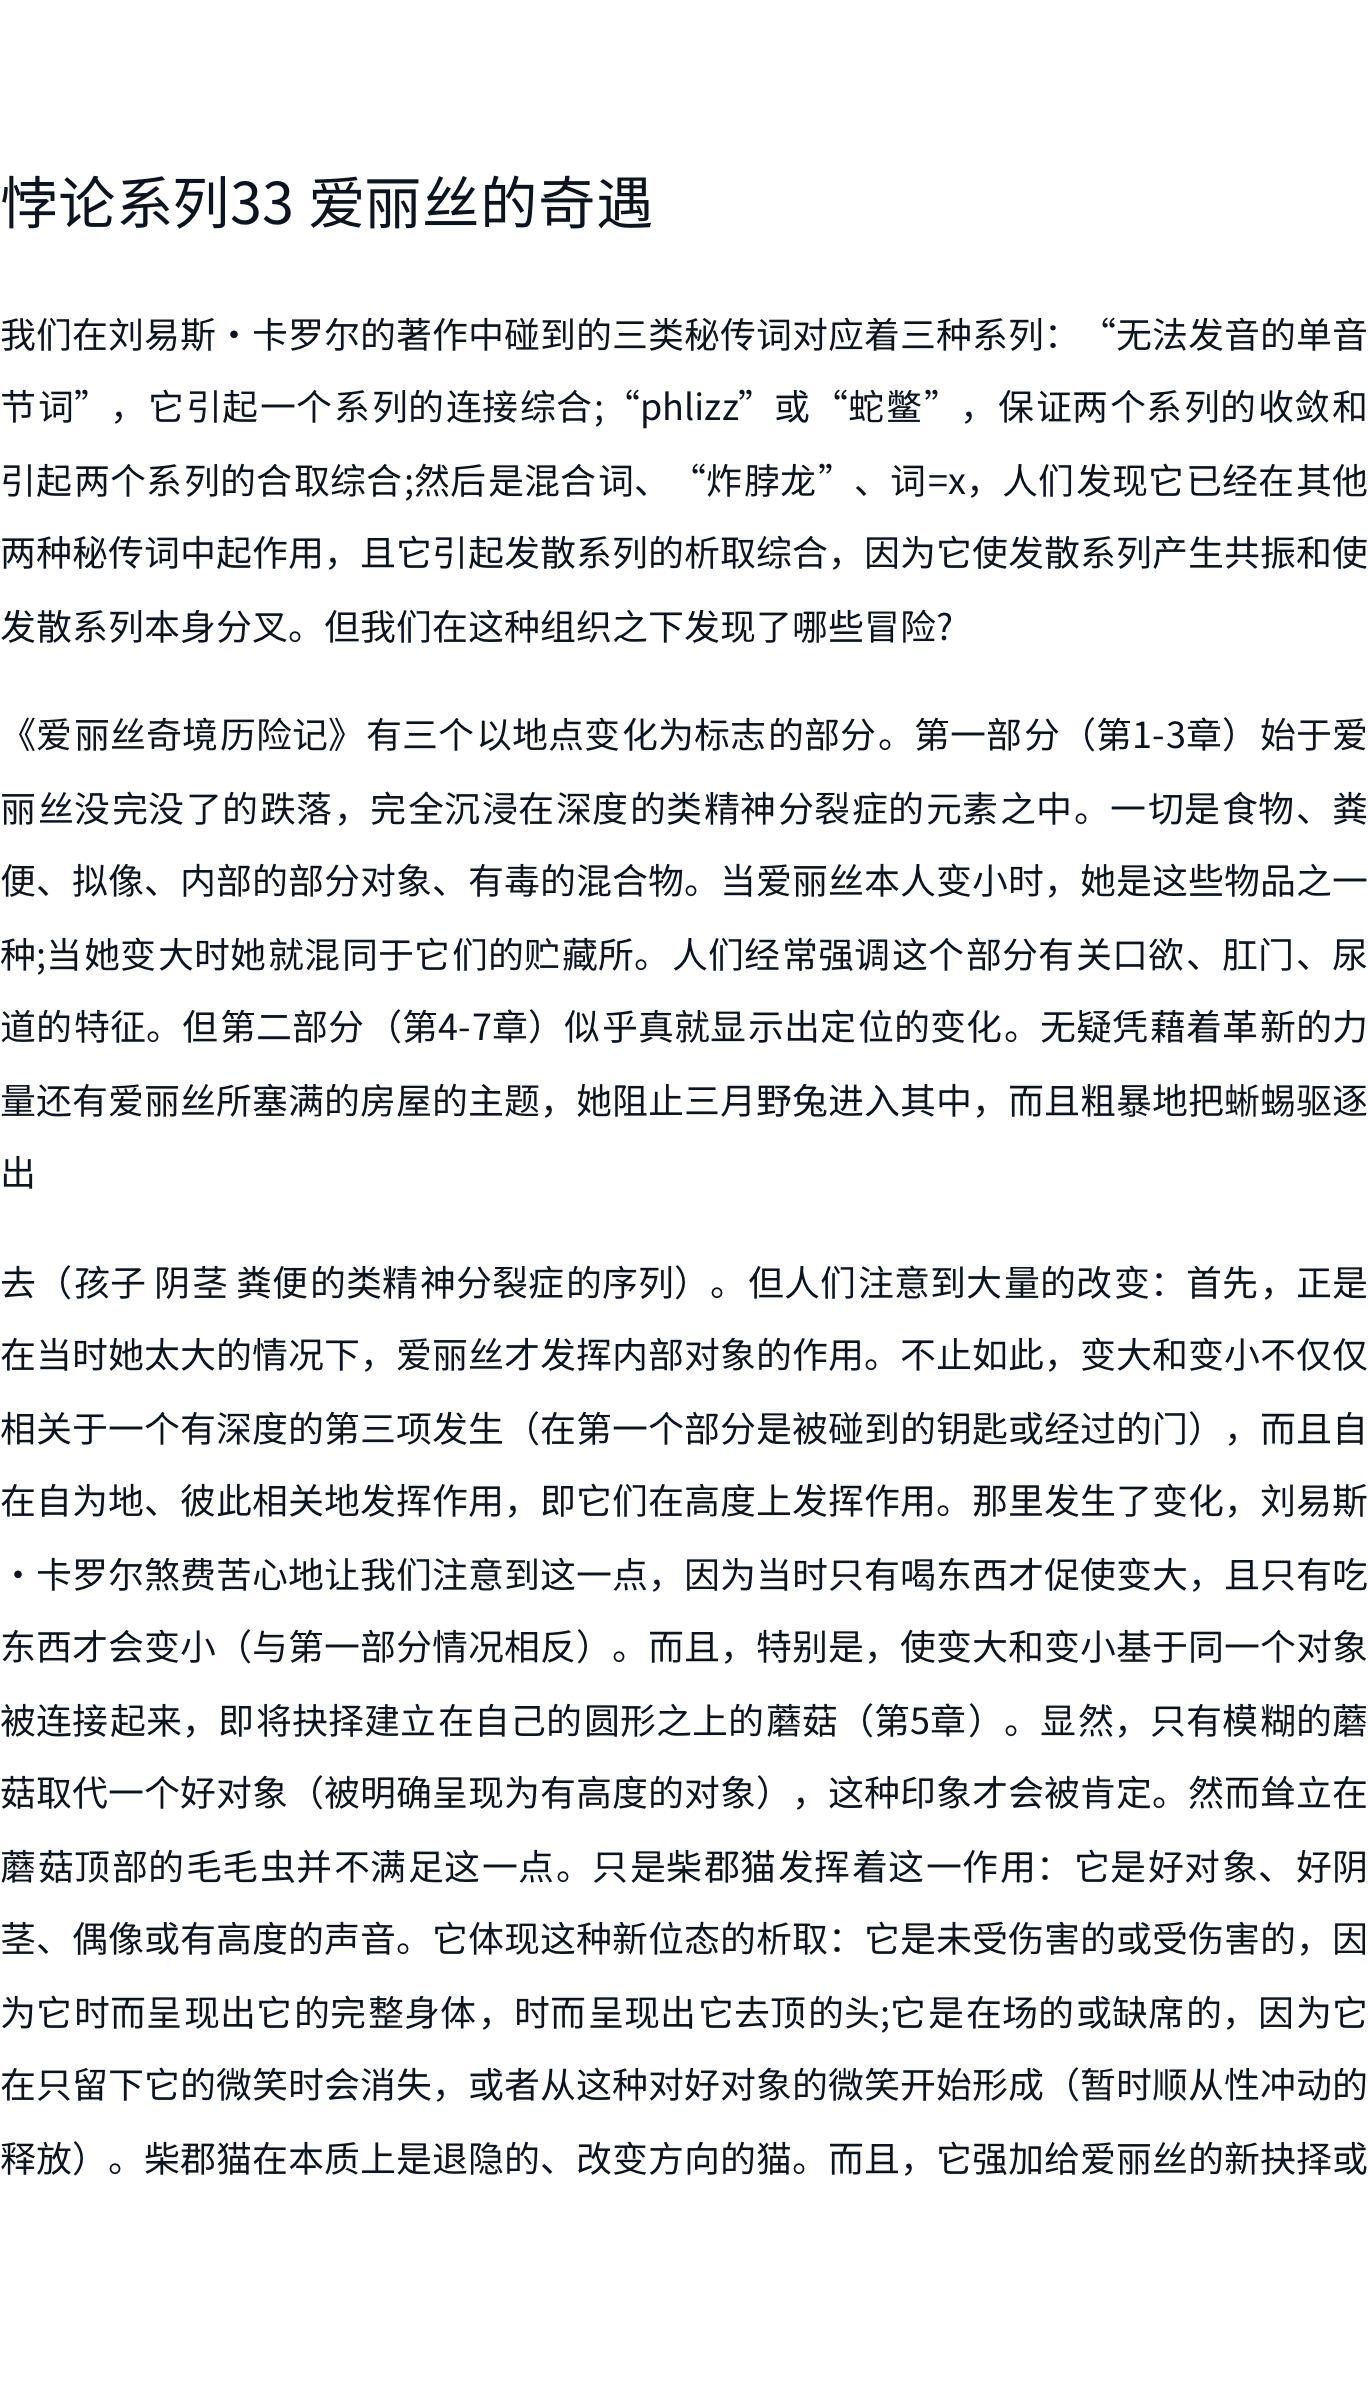 悖论系列33 爱丽丝的奇遇
我们在刘易斯·卡罗尔的著作中碰到的三类秘传词对应着三种系列：“无法发音的单音
节词”，它引起一个系列的连接综合；“phlizz”或“蛇鳖”，保证两个系列的收敛和
引起两个系列的合取综合;然后是混合词、“炸脖龙”、词=x，人们发现它已经在其他
两种秘传词中起作用，且它引起发散系列的析取综合，因为它使发散系列产生共振和使
发散系列本身分叉。但我们在这种组织之下发现了哪些冒险?
《爱丽丝奇境历险记》有三个以地点变化为标志的部分。第一部分（第1-3章）始于爱
丽丝没完没了的跌落，完全沉浸在深度的类精神分裂症的元素之中。一切是食物、粪
便、拟像、内部的部分对象、有毒的混合物。当爱丽丝本人变小时，她是这些物品之一
种;当她变大时她就混同于它们的贮藏所。人们经常强调这个部分有关口欲、肛门、尿
道的特征。但第二部分（第4-7章）似乎真就显示出定位的变化。无疑凭藉着革新的力
量还有爱丽丝所塞满的房屋的主题，她阻止三月野兔进入其中，而且粗暴地把蜥蜴驱逐
出
去（孩子 阴茎 粪便的类精神分裂症的序列）。但人们注意到大量的改变：首先，正是
在当时她太大的情况下，爱丽丝才发挥内部对象的作用。不止如此，变大和变小不仅仅
相关于一个有深度的第三项发生（在第一个部分是被碰到的钥匙或经过的门），而且自
在自为地、彼此相关地发挥作用，即它们在高度上发挥作用。那里发生了变化，刘易斯
·卡罗尔煞费苦心地让我们注意到这一点，因为当时只有喝东西才促使变大，且只有吃
东西才会变小（与第一部分情况相反）。而且，特别是，使变大和变小基于同一个对象
被连接起来，即将抉择建立在自己的圆形之上的蘑菇（第5章）。显然，只有模糊的蘑
菇取代一个好对象（被明确呈现为有高度的对象），这种印象才会被肯定。然而耸立在
蘑菇顶部的毛毛虫并不满足这一点。只是柴郡猫发挥着这一作用：它是好对象、好阴
茎、偶像或有高度的声音。它体现这种新位态的析取：它是未受伤害的或受伤害的，因
为它时而呈现出它的完整身体，时而呈现出它去顶的头;它是在场的或缺席的，因为它
在只留下它的微笑时会消失，或者从这种对好对象的微笑开始形成（暂时顺从性冲动的
释放）。柴郡猫在本质上是退隐的、改变方向的猫。而且，它强加给爱丽丝的新抉择或